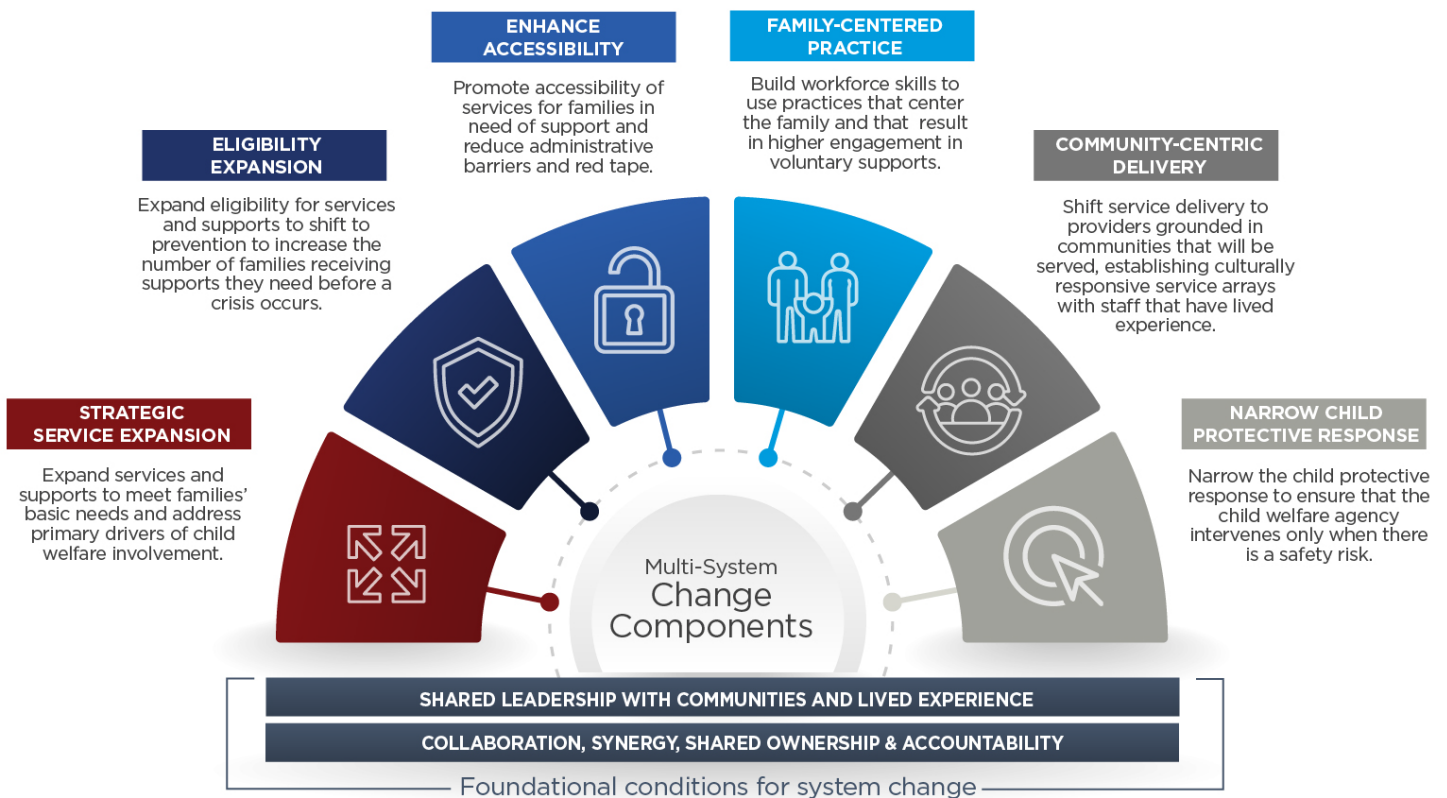 ENHANCE
ACCESSIBILITY
Promote accessibility of
services for families in
need of support and
reduce administrative
barriers and red tape.
FAMILY-CENTERED
PRACTICE
Build workforce skills to
use practices that center
the family and that result
in higher engagement in
voluntary supports.
ELIGIBILITY
EXPANSION
Expand eligibility for services
and supports to shift to
prevention to increase the
number of families receiving
supports they need before a
crisis occurs.
COMMUNITY-CENTRIC
DELIVERY
Shift service delivery to
providers grounded in
communities that will be
served, establishing culturally
responsive service arrays
with staff that have lived
experience.
STRATEGIC
SERVICE EXPANSION
Expand services and
supports to meet families’
basic needs and address
primary drivers of child
welfare involvement.
NARROW CHILD
PROTECTIVE RESPONSE
Narrow the child protective
response to ensure that the
child welfare agency
intervenes only when there
is a safety risk.
Multi-System
Change
Components
SHARED LEADERSHIP WITH COMMUNITIES AND LIVED EXPERIENCE
COLLABORATION, SYNERGY, SHARED OWNERSHIP & ACCOUNTABILITY
Foundational conditions for system change